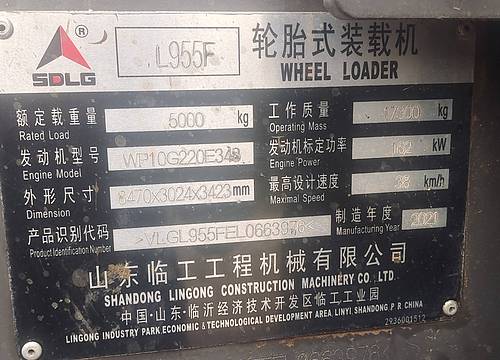 ® L955F 轮胎式装载机
SDLG WHEEL LOADER
额定载重量 5000 kg
Rated Load
工作质量 kg
Operating Mass
发动机型号 WP10G220E343
Engine Model
发动机标定功率 162 kW
Engine Power
外形尺寸 8470x3024x3423mm
Dimension
最高设计速度 38 km/h
Maximal Speed
产品识别代码 >VLGL955FEL0663976<
Product Identification Number
制造年度 2021
Manufacturing Year
山东临工工程机械有限公司
SHANDONG LINGONG CONSTRUCTION MACHINERY CO., LTD.
中国·山东·临沂经济技术开发区临工工业园
LINGONG INDUSTRY PARK.ECONOMIC & TECHNOLOGICAL DEVELOPMENT AREA, LINYI SHANDONG,P.R.CHINA
2936001512